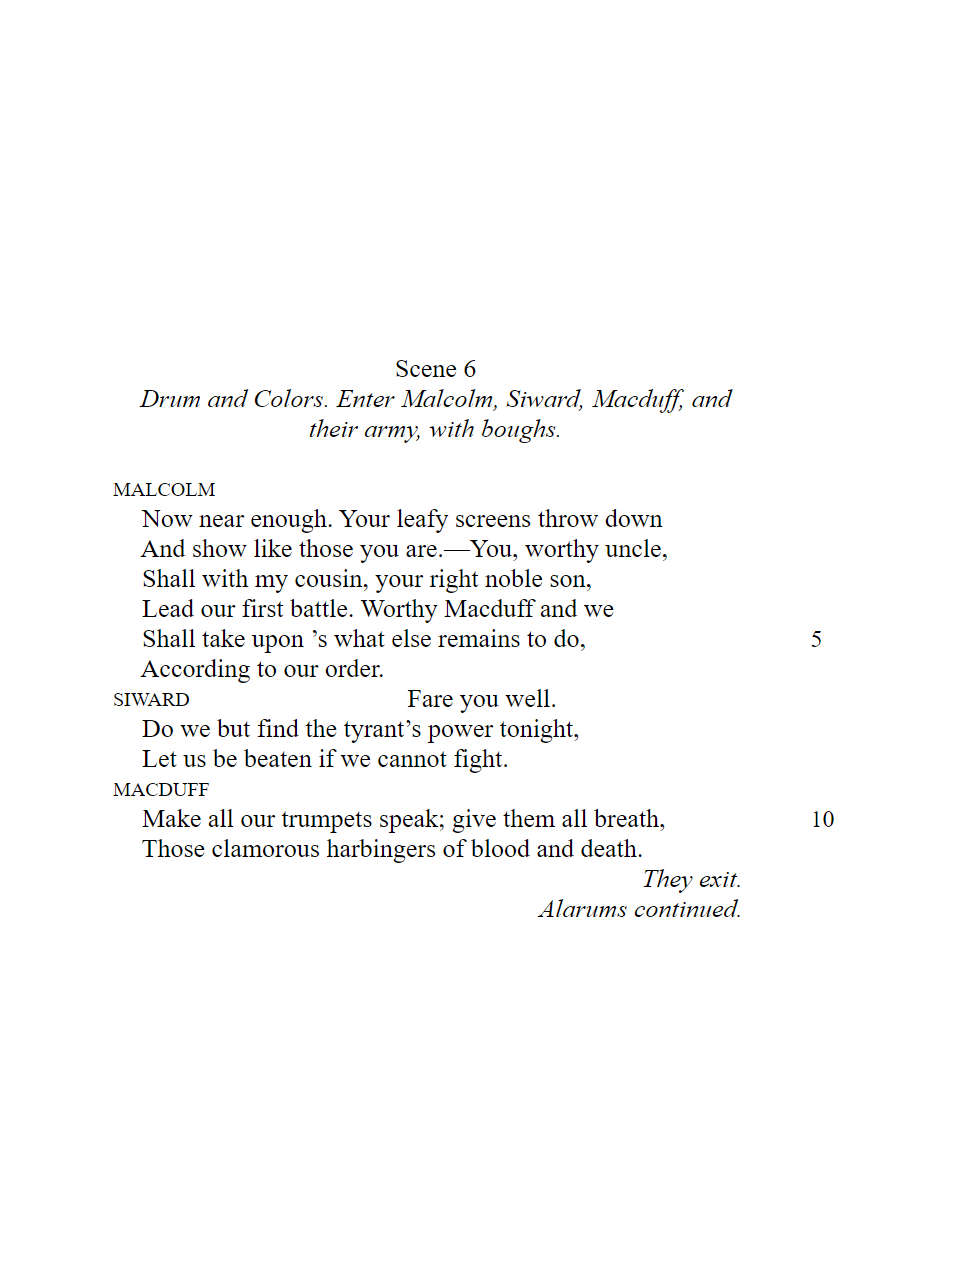 Scene 6
Drum and Colors. Enter Malcolm, Siward, Macduff, and
their army, with boughs.
MALCOLM
Now near enough. Your leafy screens throw down
And show like those you are.—You, worthy uncle,
Shall with my cousin, your right noble son,
Lead our first battle. Worthy Macduff and we
Shall take upon ’s what else remains to do, 5
According to our order.
SIWARD Fare you well.
Do we but find the tyrant’s power tonight,
Let us be beaten if we cannot fight.
MACDUFF
Make all our trumpets speak; give them all breath, 10
Those clamorous harbingers of blood and death.
They exit.
Alarums continued.